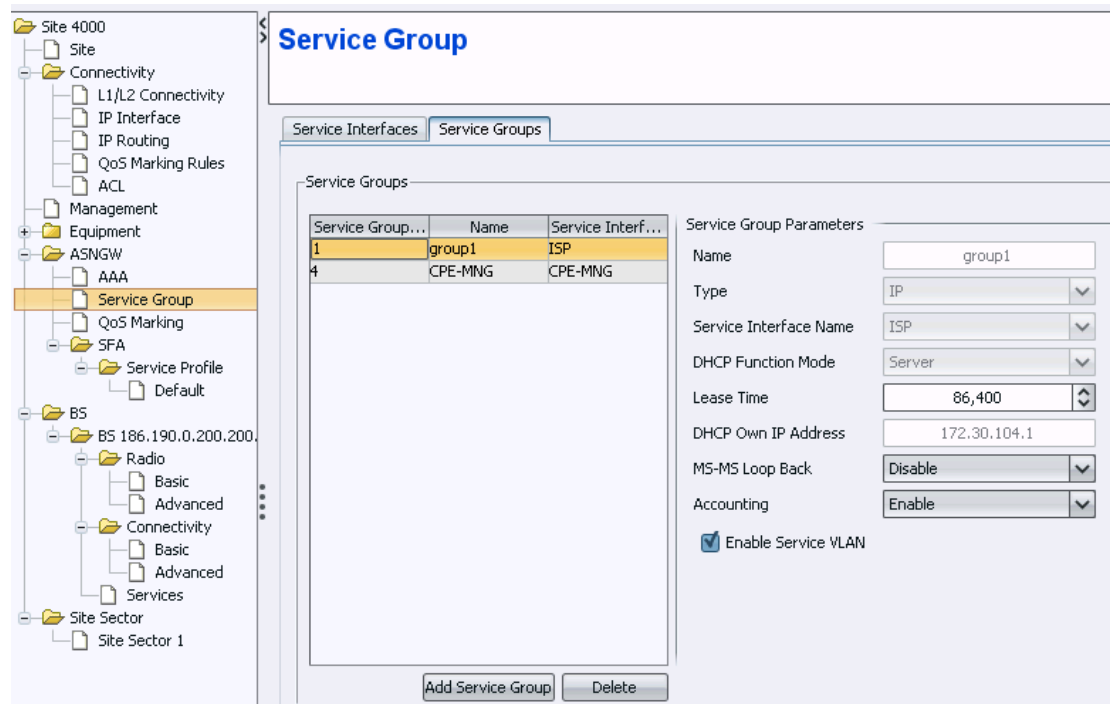 Site 4000
Site
Connectivity
L1/L2 Connectivity
IP Interface
IP Routing
QoS Marking Rules
ACL
Management
Equipment
ASNGW
AAA
Service Group
QoS Marking
SFA
Service Profile
Default
BS
BS 186.190.0.200.200.
Radio
Basic
Advanced
Connectivity
Basic
Advanced
Services
Site Sector
Site Sector 1
Service Group
Service Interfaces Service Groups
Service Groups
Service Group... Name Service Interf...
1 group1 ISP
4 CPE-MNG CPE-MNG
Add Service Group Delete
Service Group Parameters
Name group1
Type IP
Service Interface Name ISP
DHCP Function Mode Server
Lease Time 86,400
DHCP Own IP Address 172.30.104.1
MS-MS Loop Back Disable
Accounting Enable
Enable Service VLAN